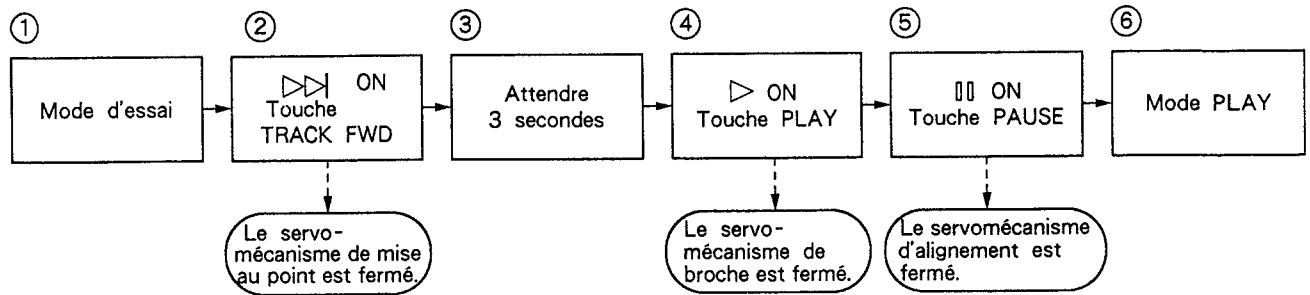 ①
Mode d'essai
②
▷▷| ON
Touche
TRACK FWD
③
Attendre
3 secondes
④
▷ ON
Touche PLAY
⑤
▯▯ ON
Touche PAUSE
⑥
Mode PLAY
Le servo-
mécanisme de mise
au point est fermé.
Le servo-
mécanisme de
broche est fermé.
Le servomécanisme
d'alignement est
fermé.